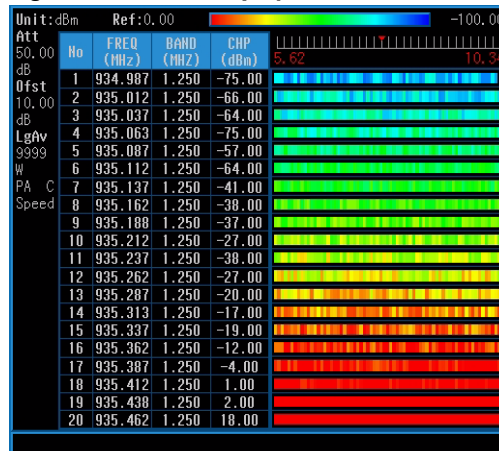 Unit:dBm Ref:0.00 -100.00
Att
50.00
dB
Ofst
10.00
dB
LgAv
9999
W
PA C
Speed
5.62 10.34
No FREQ (MHz) BAND (MHZ) CHP (dBm)
1 934.987 1.250 -75.00
2 935.012 1.250 -66.00
3 935.037 1.250 -64.00
4 935.063 1.250 -75.00
5 935.087 1.250 -57.00
6 935.112 1.250 -64.00
7 935.137 1.250 -41.00
8 935.162 1.250 -38.00
9 935.188 1.250 -37.00
10 935.212 1.250 -27.00
11 935.237 1.250 -38.00
12 935.262 1.250 -27.00
13 935.287 1.250 -20.00
14 935.313 1.250 -17.00
15 935.337 1.250 -19.00
16 935.362 1.250 -12.00
17 935.387 1.250 -4.00
18 935.412 1.250 1.00
19 935.438 1.250 2.00
20 935.462 1.250 18.00